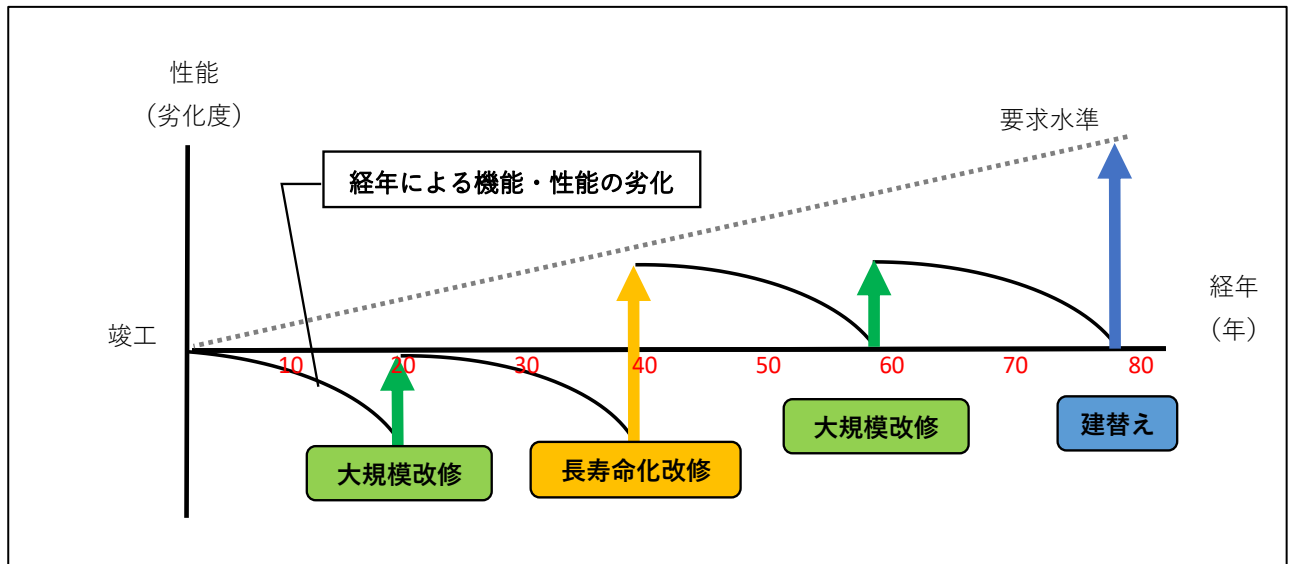 性能
（劣化度）
要求水準
経年による機能・性能の劣化
経年
（年）
竣工
10
20
30
40
50
60
70
80
大規模改修
長寿命化改修
大規模改修
建替え